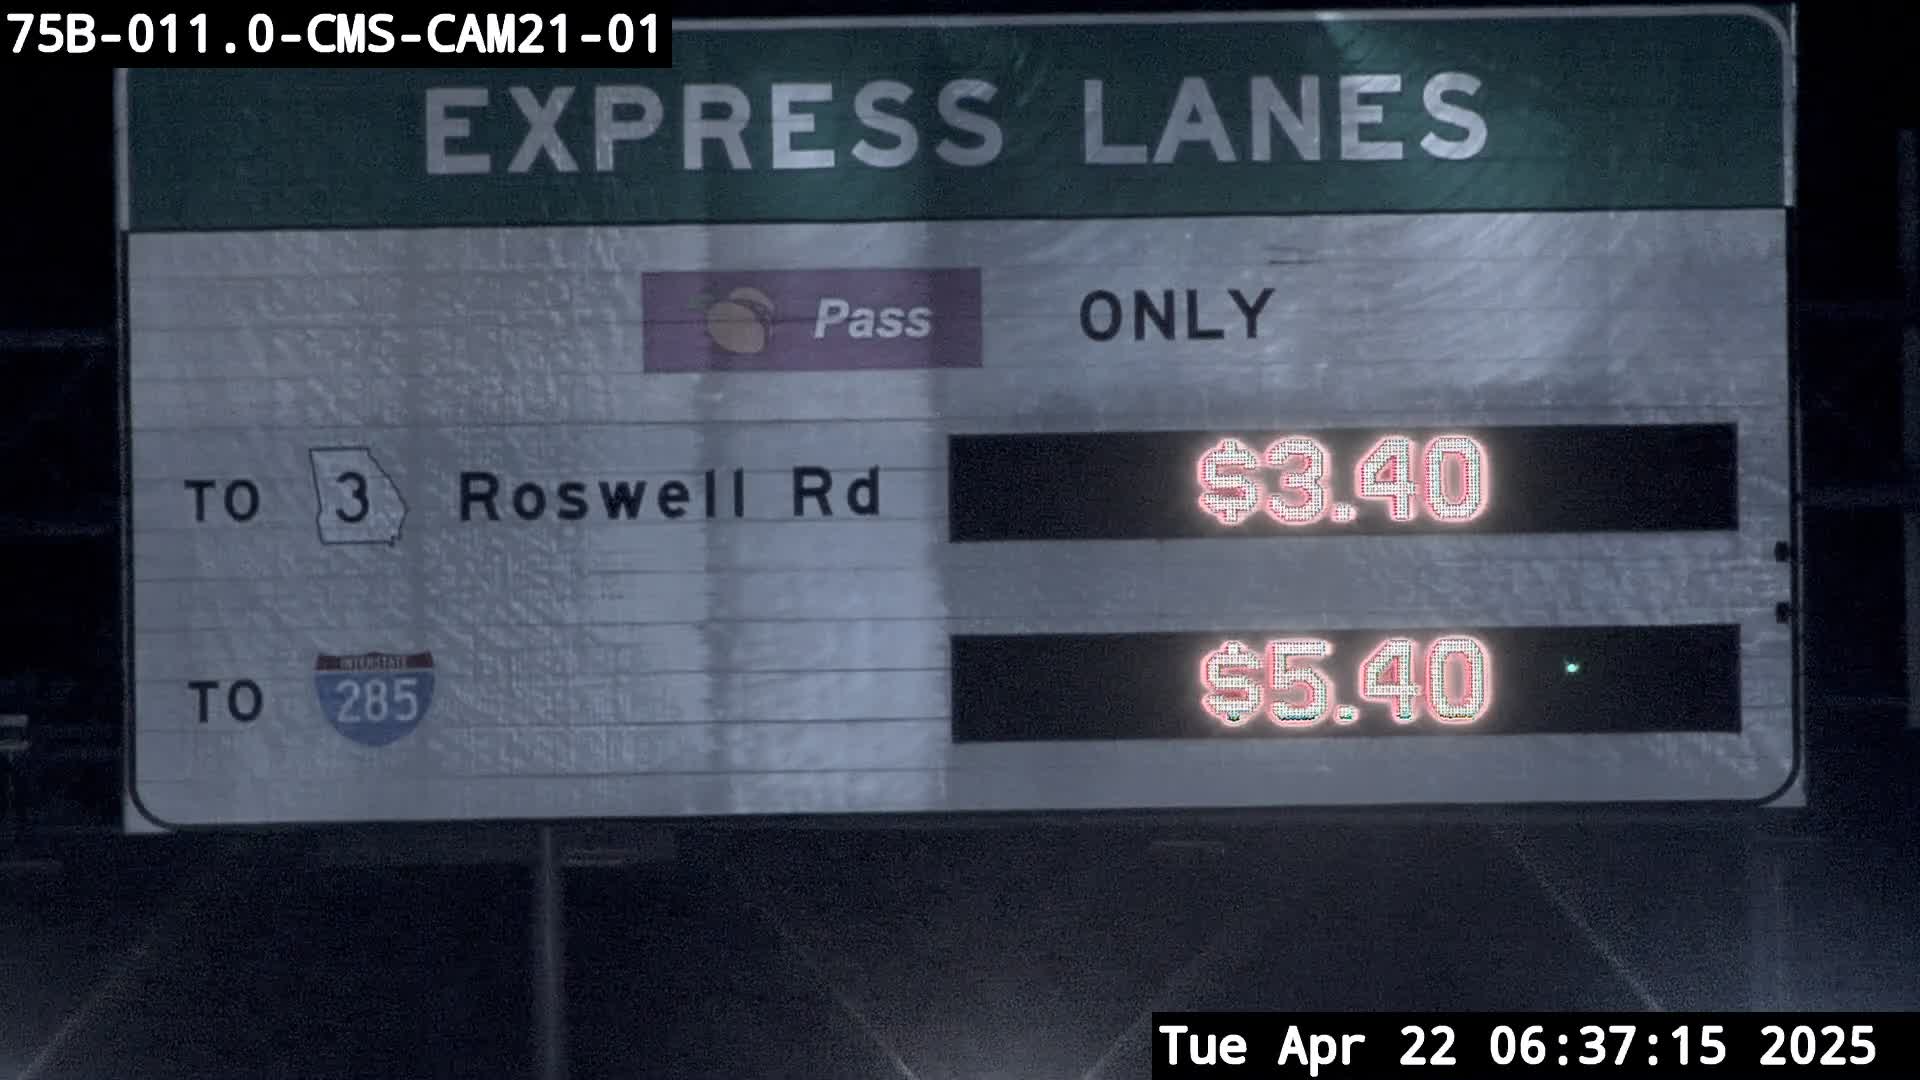 75B-011.0-CMS-CAM21-01
EXPRESS LANES
Pass ONLY
TO 3 Roswell Rd $3.40
INTERSTATE
TO 285 $5.40
Tue Apr 22 06:37:15 2025